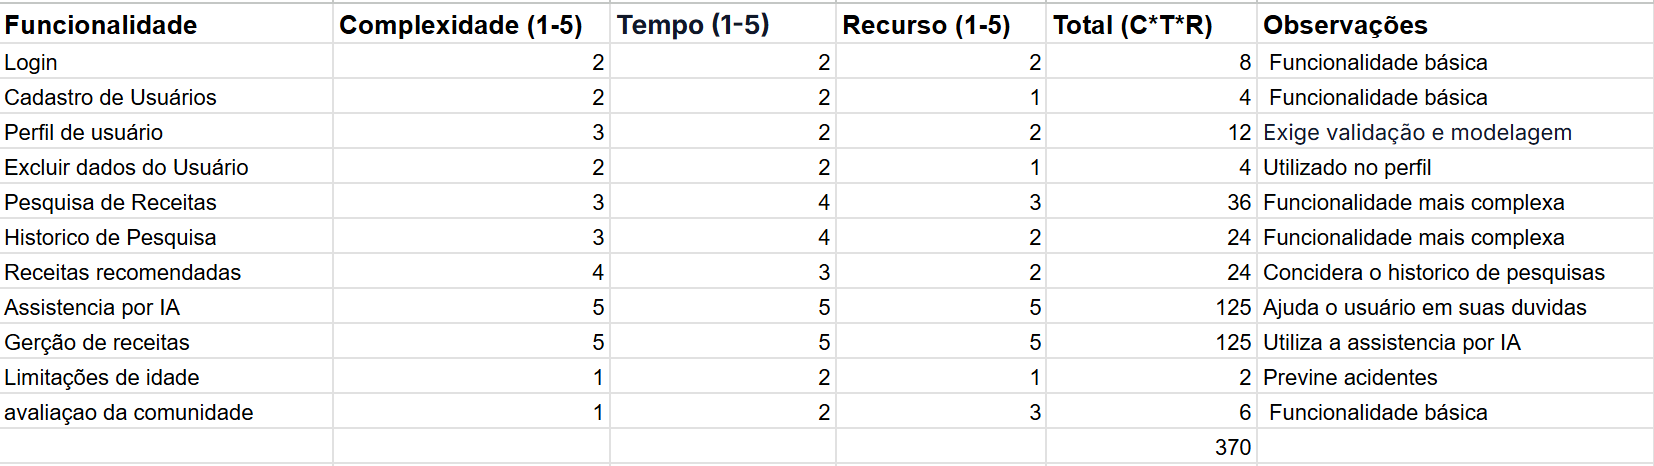 Funcionalidade Complexidade (1-5) Tempo (1-5) Recurso (1-5) Total (C*T*R) Observações
Login 2 2 2 8 Funcionalidade básica
Cadastro de Usuários 2 2 1 4 Funcionalidade básica
Perfil de usuário 3 2 2 12 Exige validação e modelagem
Excluir dados do Usuário 2 2 1 4 Utilizado no perfil
Pesquisa de Receitas 3 4 3 36 Funcionalidade mais complexa
Historico de Pesquisa 3 4 2 24 Funcionalidade mais complexa
Receitas recomendadas 4 3 2 24 Concidera o historico de pesquisas
Assistencia por IA 5 5 5 125 Ajuda o usuário em suas duvidas
Gerção de receitas 5 5 5 125 Utiliza a assistencia por IA
Limitações de idade 1 2 1 2 Previne acidentes
avaliaçao da comunidade 1 2 3 6 Funcionalidade básica
370